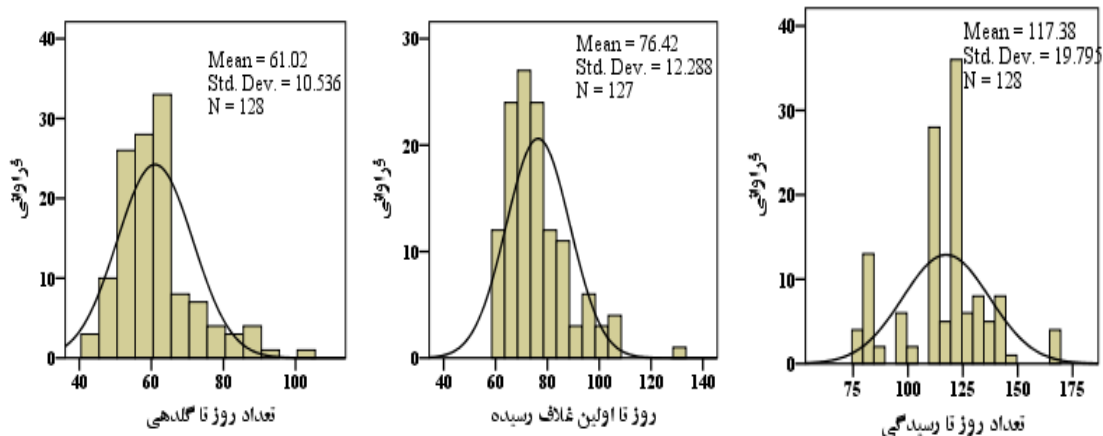 40
30
20
10
0
فراوانی
Mean = 61.02
Std. Dev. = 10.536
N = 128
40 60 80 100
تعداد روز تا گلدهی
30
20
10
0
فراوانی
Mean = 76.42
Std. Dev. = 12.288
N = 127
40 60 80 100 120 140
روز تا اولین غلاف رسیده
40
30
20
10
0
فراوانی
Mean = 117.38
Std. Dev. = 19.795
N = 128
75 100 125 150 175
تعداد روز تا رسیدگی